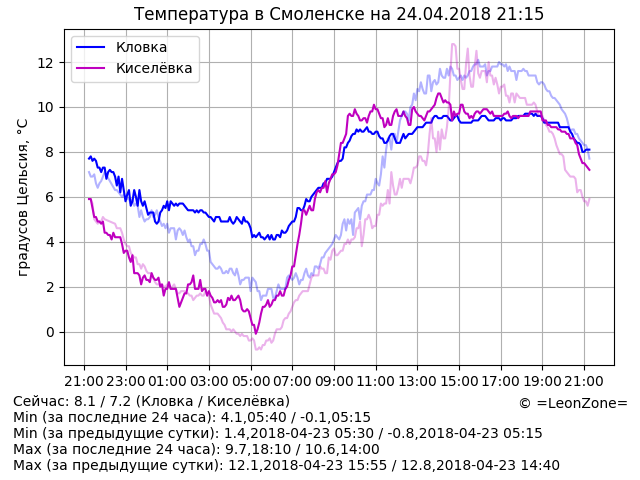 Температура в Смоленске на 24.04.2018 21:15
Кловка
Киселёвка
градусов Цельсия, °C
12
10
8
6
4
2
0
21:00 23:00 01:00 03:00 05:00 07:00 09:00 11:00 13:00 15:00 17:00 19:00 21:00
Сейчас: 8.1 / 7.2 (Кловка / Киселёвка)
© =LeonZone=
Min (за последние 24 часа): 4.1,05:40 / -0.1,05:15
Min (за предыдущие сутки): 1.4,2018-04-23 05:30 / -0.8,2018-04-23 05:15
Max (за последние 24 часа): 9.7,18:10 / 10.6,14:00
Max (за предыдущие сутки): 12.1,2018-04-23 15:55 / 12.8,2018-04-23 14:40